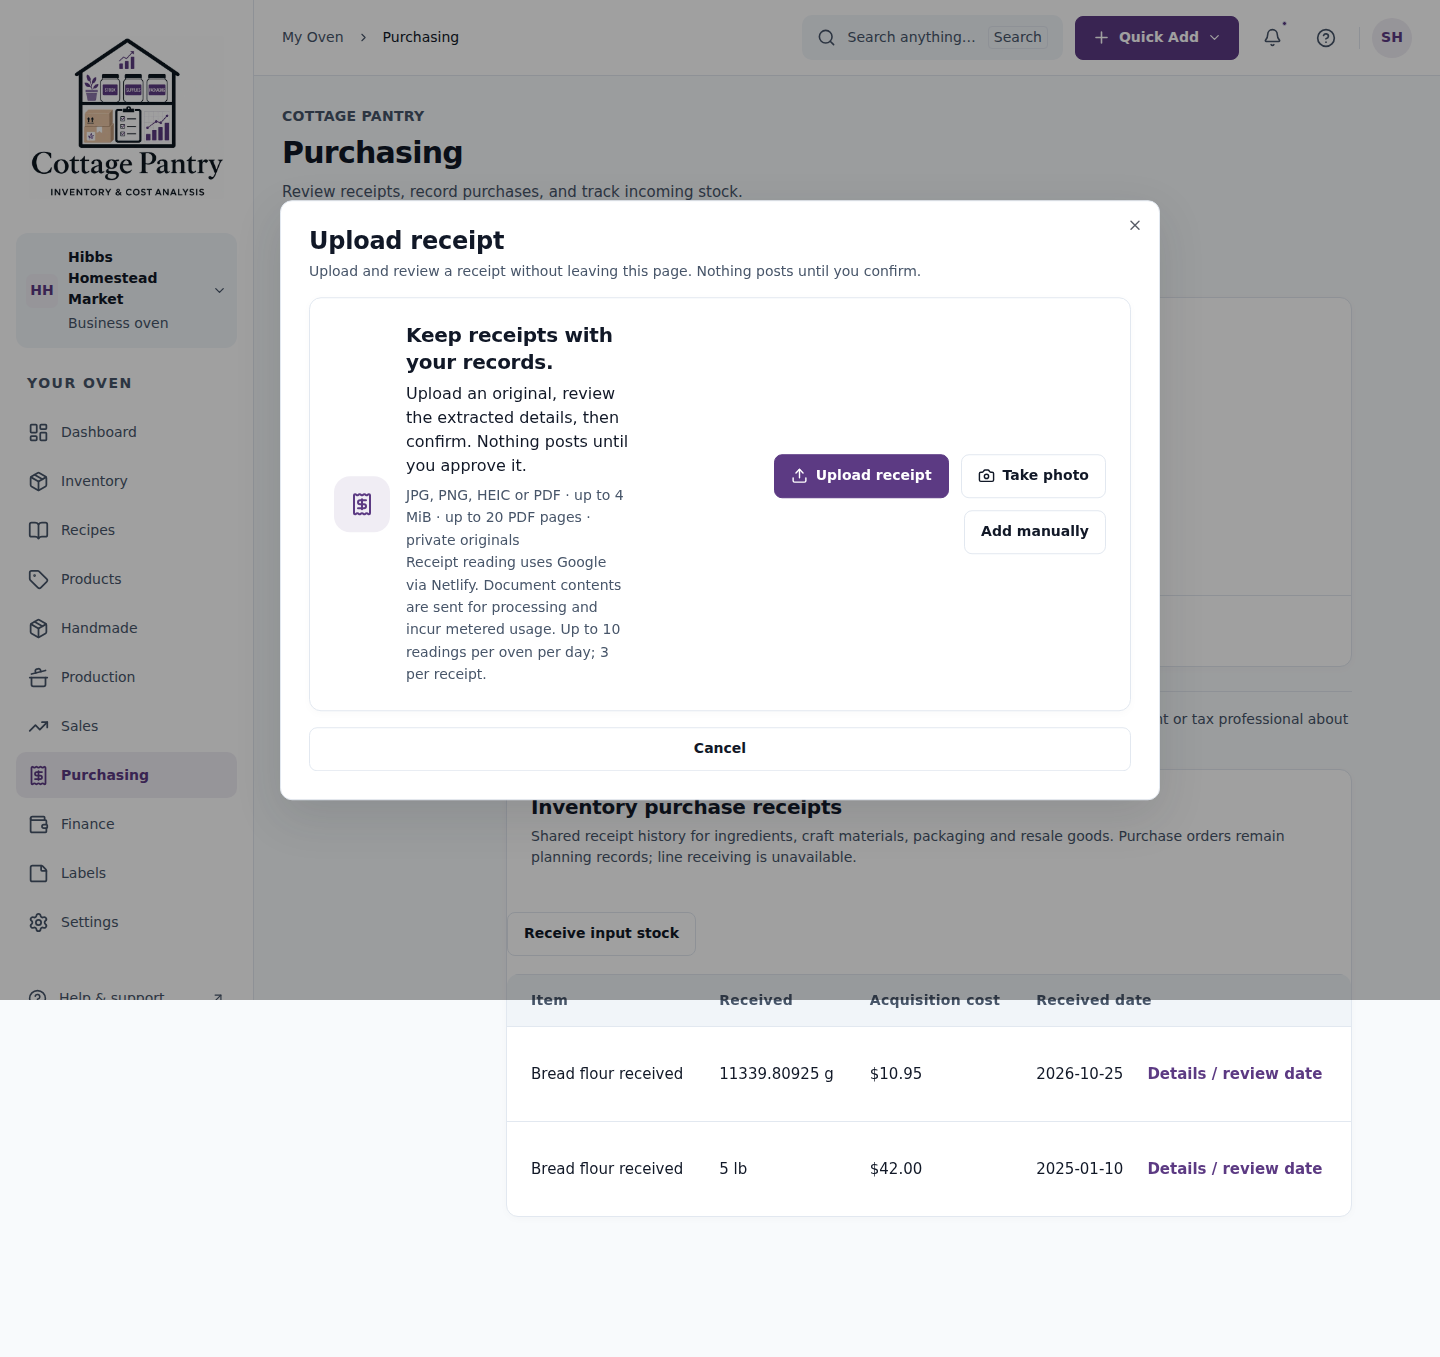 Cottage Pantry
INVENTORY & COST ANALYSIS
HH
Hibbs
Homestead
Market
Business oven
YOUR OVEN
Dashboard
Inventory
Recipes
Products
Handmade
Production
Sales
Purchasing
Finance
Labels
Settings
Help & support
My Oven
Purchasing
Search anything...
Search
Quick Add
SH
COTTAGE PANTRY
Purchasing
Review receipts, record purchases, and track incoming stock.
Upload receipt
Upload and review a receipt without leaving this page. Nothing posts until you confirm.
Keep receipts with
your records.
Upload an original, review
the extracted details, then
confirm. Nothing posts until
you approve it.
JPG, PNG, HEIC or PDF · up to 4
MiB · up to 20 PDF pages ·
private originals
Receipt reading uses Google
via Netlify. Document contents
are sent for processing and
incur metered usage. Up to 10
readings per oven per day; 3
per receipt.
Upload receipt
Take photo
Add manually
Cancel
or tax professional about
Inventory purchase receipts
Shared receipt history for ingredients, craft materials, packaging and resale goods. Purchase orders remain
planning records; line receiving is unavailable.
Receive input stock
Item Received Acquisition cost Received date
Bread flour received 11339.80925 g $10.95 2026-10-25 Details / review date
Bread flour received 5 lb $42.00 2025-01-10 Details / review date